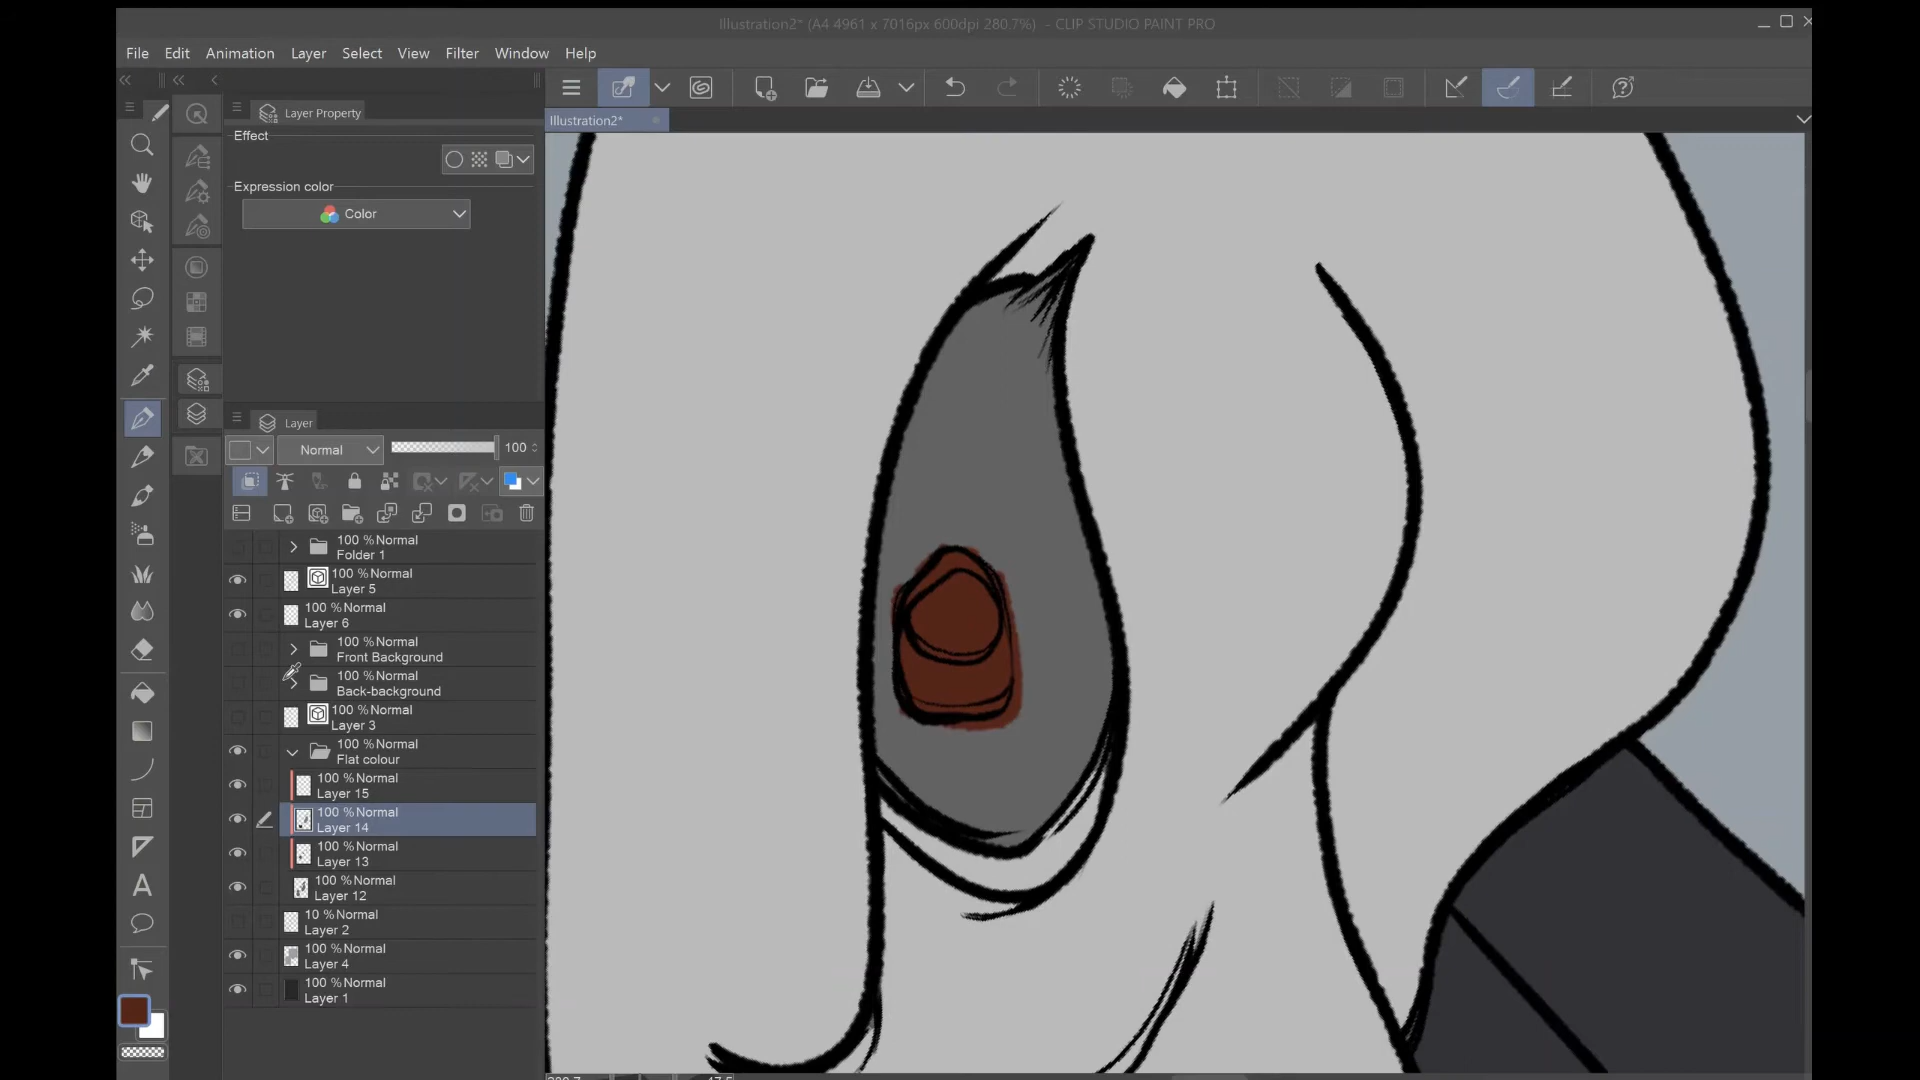 Illustration2* (A4 4961 x 7016px 600dpi 280.7%)  - CLIP STUDIO PAINT PRO
File Edit Animation Layer Select View Filter Window Help
Layer Property
Illustration2*
Effect
Expression color
Color
Layer
Normal 100
100 %Normal
Folder 1
100 %Normal
Layer 5
100 %Normal
Layer 6
100 %Normal
Front Background
100 %Normal
Back-background
100 %Normal
Layer 3
100 %Normal
Flat colour
100 %Normal
Layer 15
100 %Normal
Layer 14
100 %Normal
Layer 13
100 %Normal
Layer 12
10 %Normal
Layer 2
100 %Normal
Layer 4
100 %Normal
Layer 1